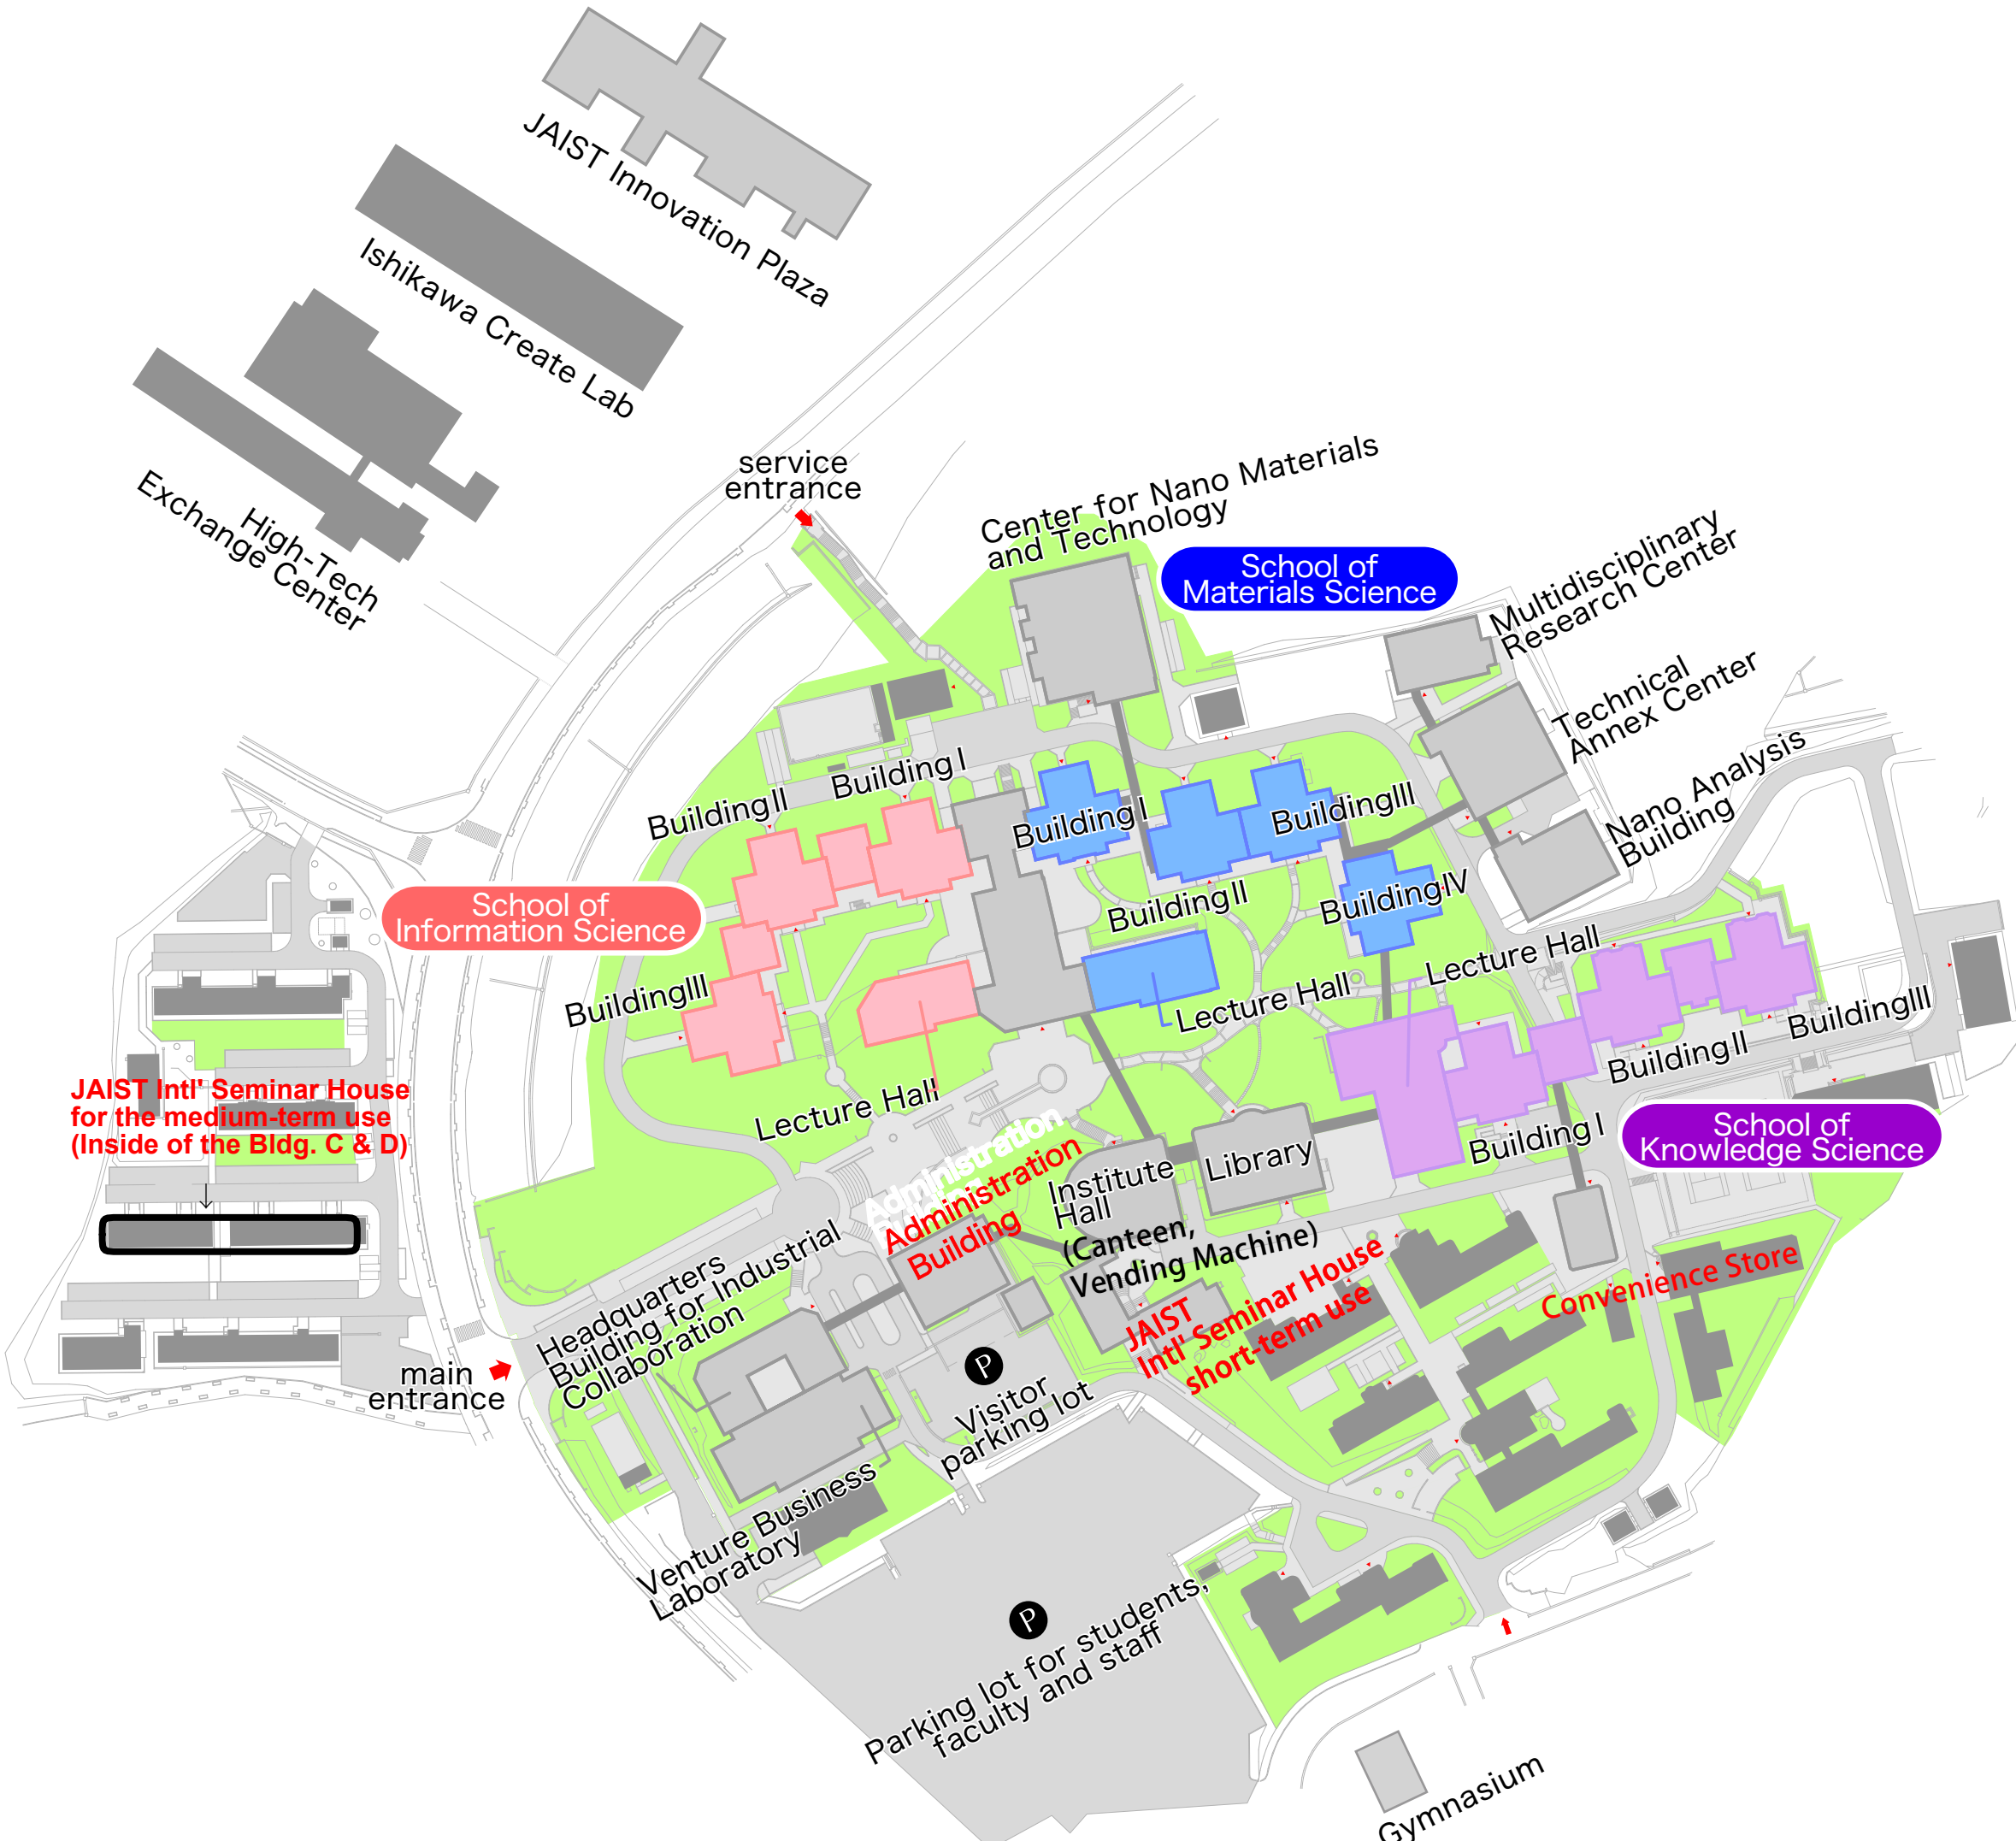 JAIST Innovation Plaza
Ishikawa Create Lab
High-Tech
Exchange Center
service
entrance
Center for Nano Materials
and Technology
School of
Materials Science
Multidisciplinary
Research Center
Technical
Annex Center
Nano Analysis
Building
Building I
Building II
Building I
Building III
School of
Information Science
Building II
Building IV
Building III
Lecture Hall
Lecture Hall
Building III
Building II
JAIST Intl' Seminar House
for the medium-term use
(Inside of the Bldg. C & D)
Lecture Hall
Building I
School of
Knowledge Science
Administration
Administration
Building
Institute
Hall
(Canteen,
Vending Machine)
Library
Headquarters
Building for Industrial
Collaboration
JAIST
Intl' Seminar House
short-term use
Convenience Store
main
entrance
P
Visitor
parking lot
Venture Business
Laboratory
P
Parking lot for students,
faculty and staff
Gymnasium